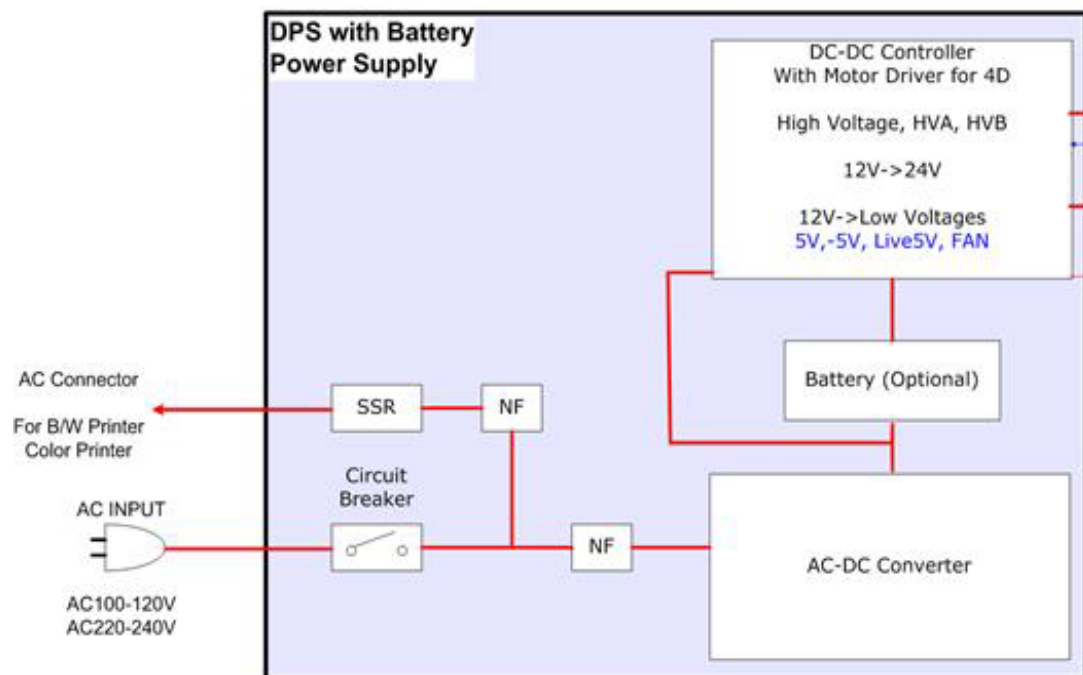 DPS with Battery
Power Supply
DC-DC Controller
With Motor Driver for 4D
High Voltage, HVA, HVB
12V->24V
12V->Low Voltages
5V,-5V, Live5V, FAN
Battery (Optional)
AC Connector
For B/W Printer
Color Printer
SSR
NF
Circuit
Breaker
AC INPUT
NF
AC-DC Converter
AC100-120V
AC220-240V